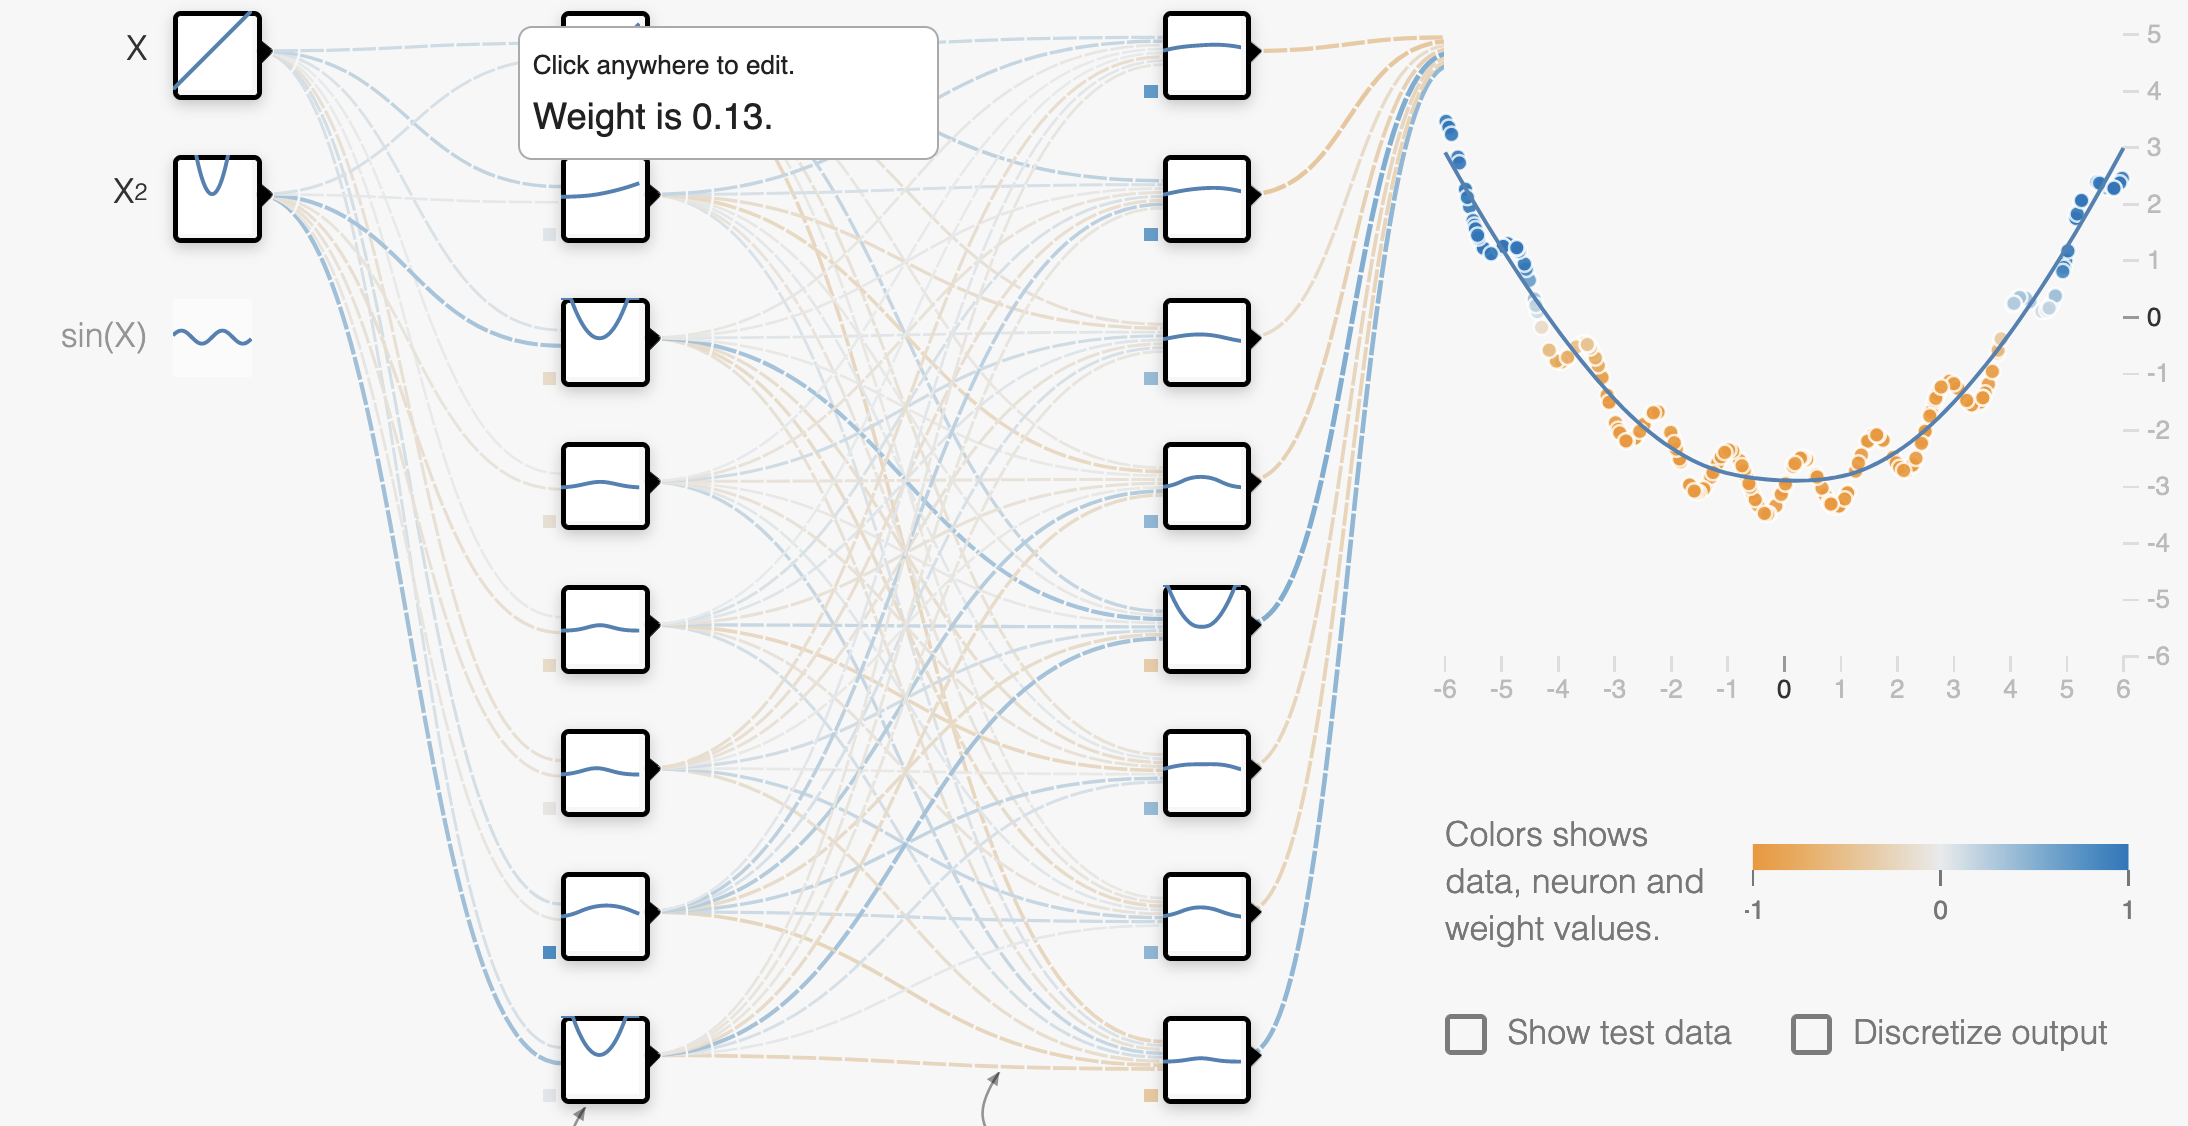 X
X2
sin(X)
Click anywhere to edit.
Weight is 0.13.
5
4
3
2
1
0
-1
-2
-3
-4
-5
-6
-6 -5 -4 -3 -2 -1 0 1 2 3 4 5 6
Colors shows
data, neuron and
weight values.
-1 0 1
Show test data
Discretize output